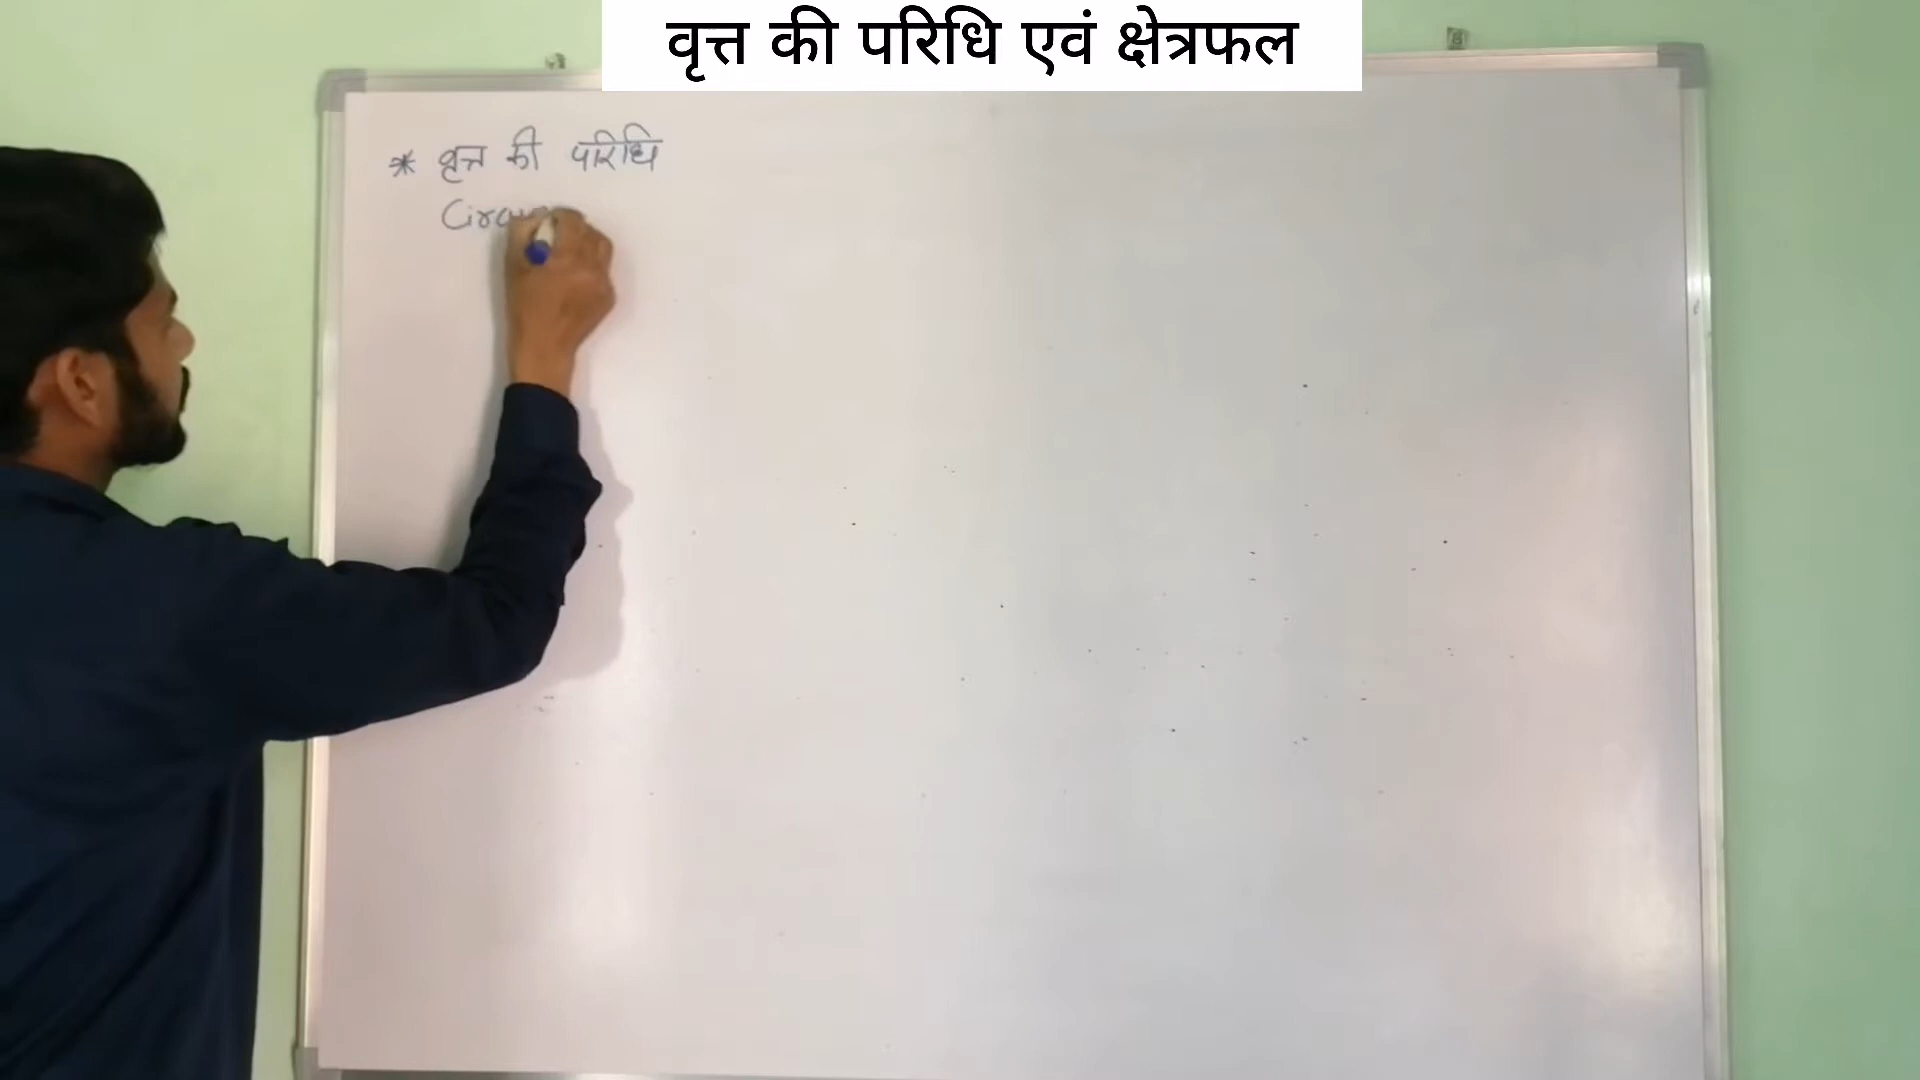 वृत्त की परिधि एवं क्षेत्रफल
* वृत्त की परिधि